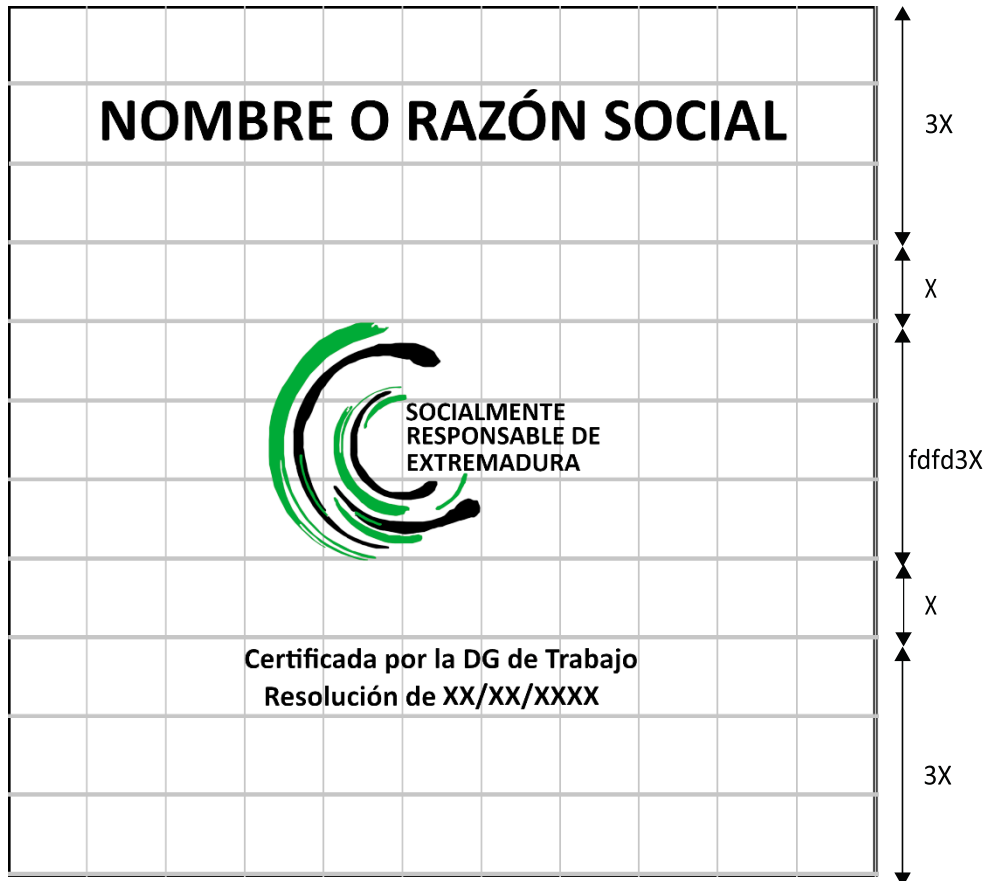 NOMBRE O RAZÓN SOCIAL
3X
X
SOCIALMENTE
RESPONSABLE DE
EXTREMADURA
fdfd3X
X
Certificada por la DG de Trabajo
Resolución de XX/XX/XXXX
3X